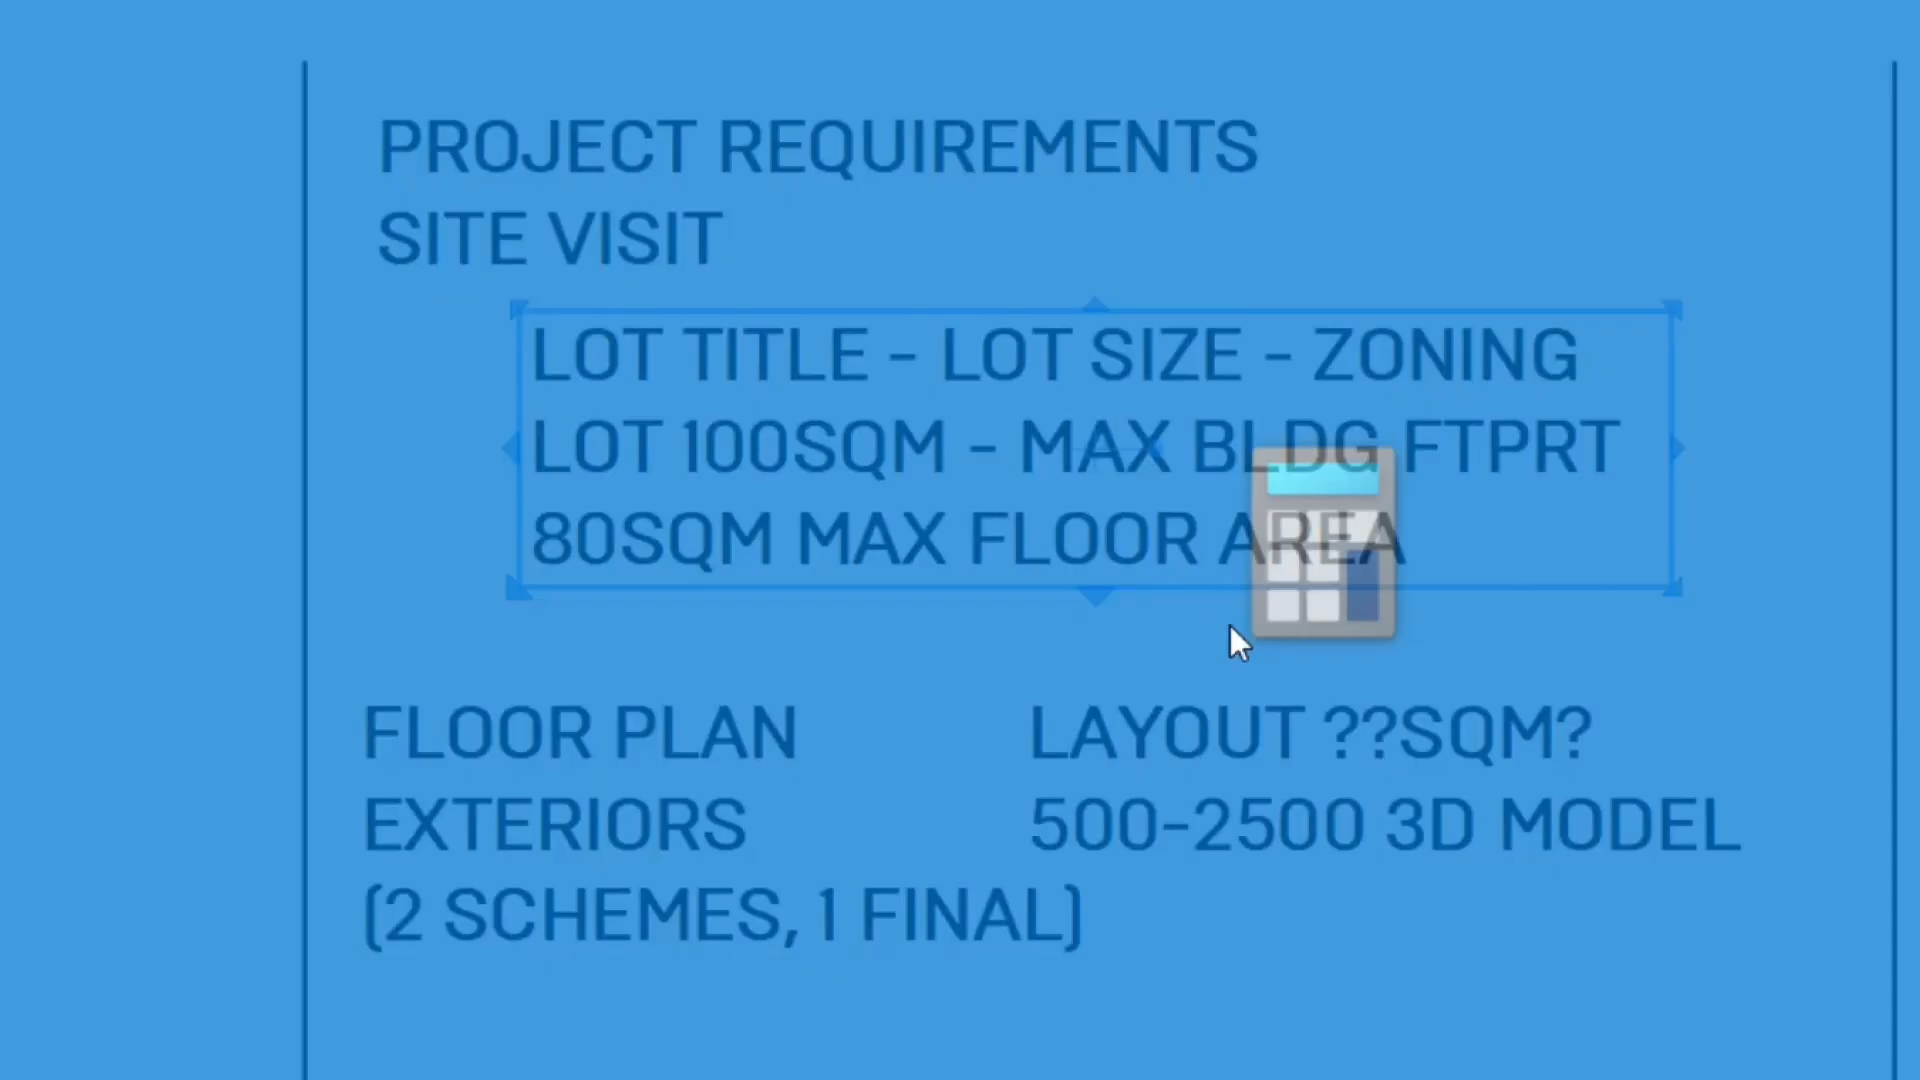 PROJECT REQUIREMENTS
SITE VISIT
LOT TITLE - LOT SIZE - ZONING
LOT 100SQM - MAX BLDG FTPRT
80SQM MAX FLOOR AREA
FLOOR PLAN
LAYOUT ??SQM?
EXTERIORS
500-2500 3D MODEL
(2 SCHEMES, 1 FINAL)